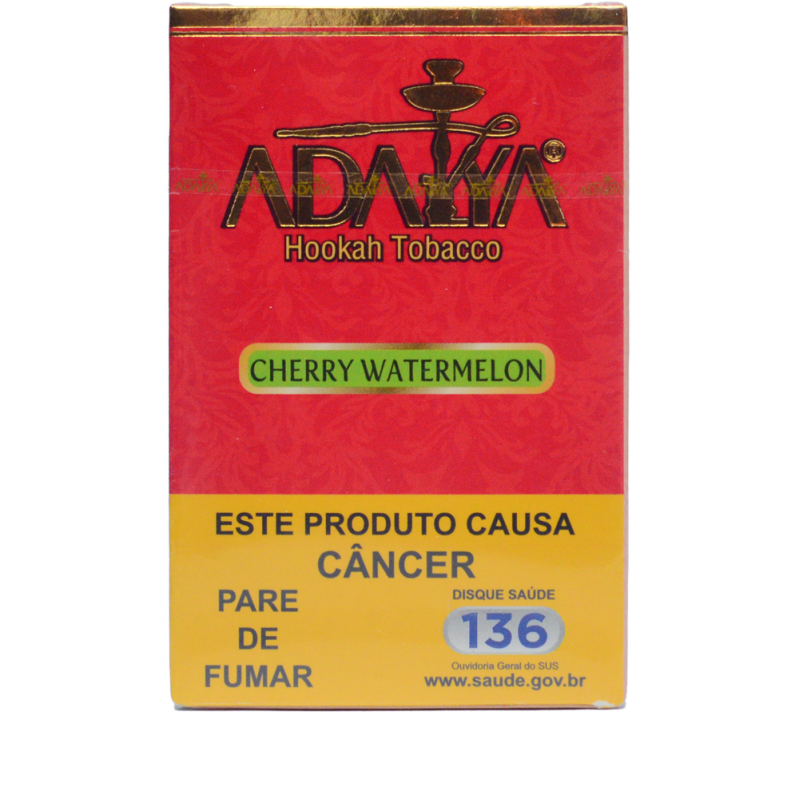 ADALYA®
Hookah Tobacco
CHERRY WATERMELON
ESTE PRODUTO CAUSA
CÂNCER
PARE
DE
FUMAR
DISQUE SAÚDE
136
Ouvidoria Geral do SUS
www.saude.gov.br